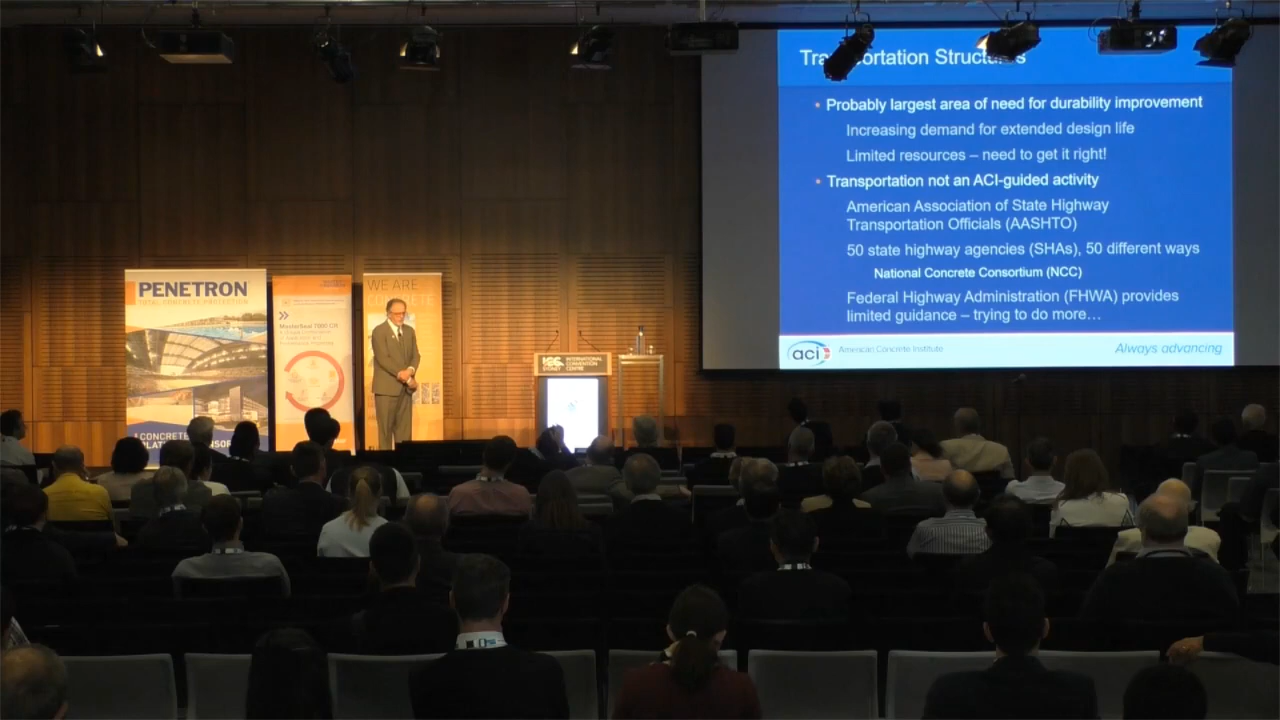 Transportation Structures
Probably largest area of need for durability improvement
Increasing demand for extended design life
Limited resources – need to get it right!
Transportation not an ACI-guided activity
American Association of State Highway
Transportation Officials (AASHTO)
50 state highway agencies (SHAs), 50 different ways
National Concrete Consortium (NCC)
Federal Highway Administration (FHWA) provides
limited guidance – trying to do more…
aci American Concrete Institute
Always advancing
PENETRON
TOTAL CONCRETE PROTECTION
MasterSeal 7000 CR
WE ARE
CONCRETE
ICC
SYDNEY
INTERNATIONAL
CONVENTION
CENTRE